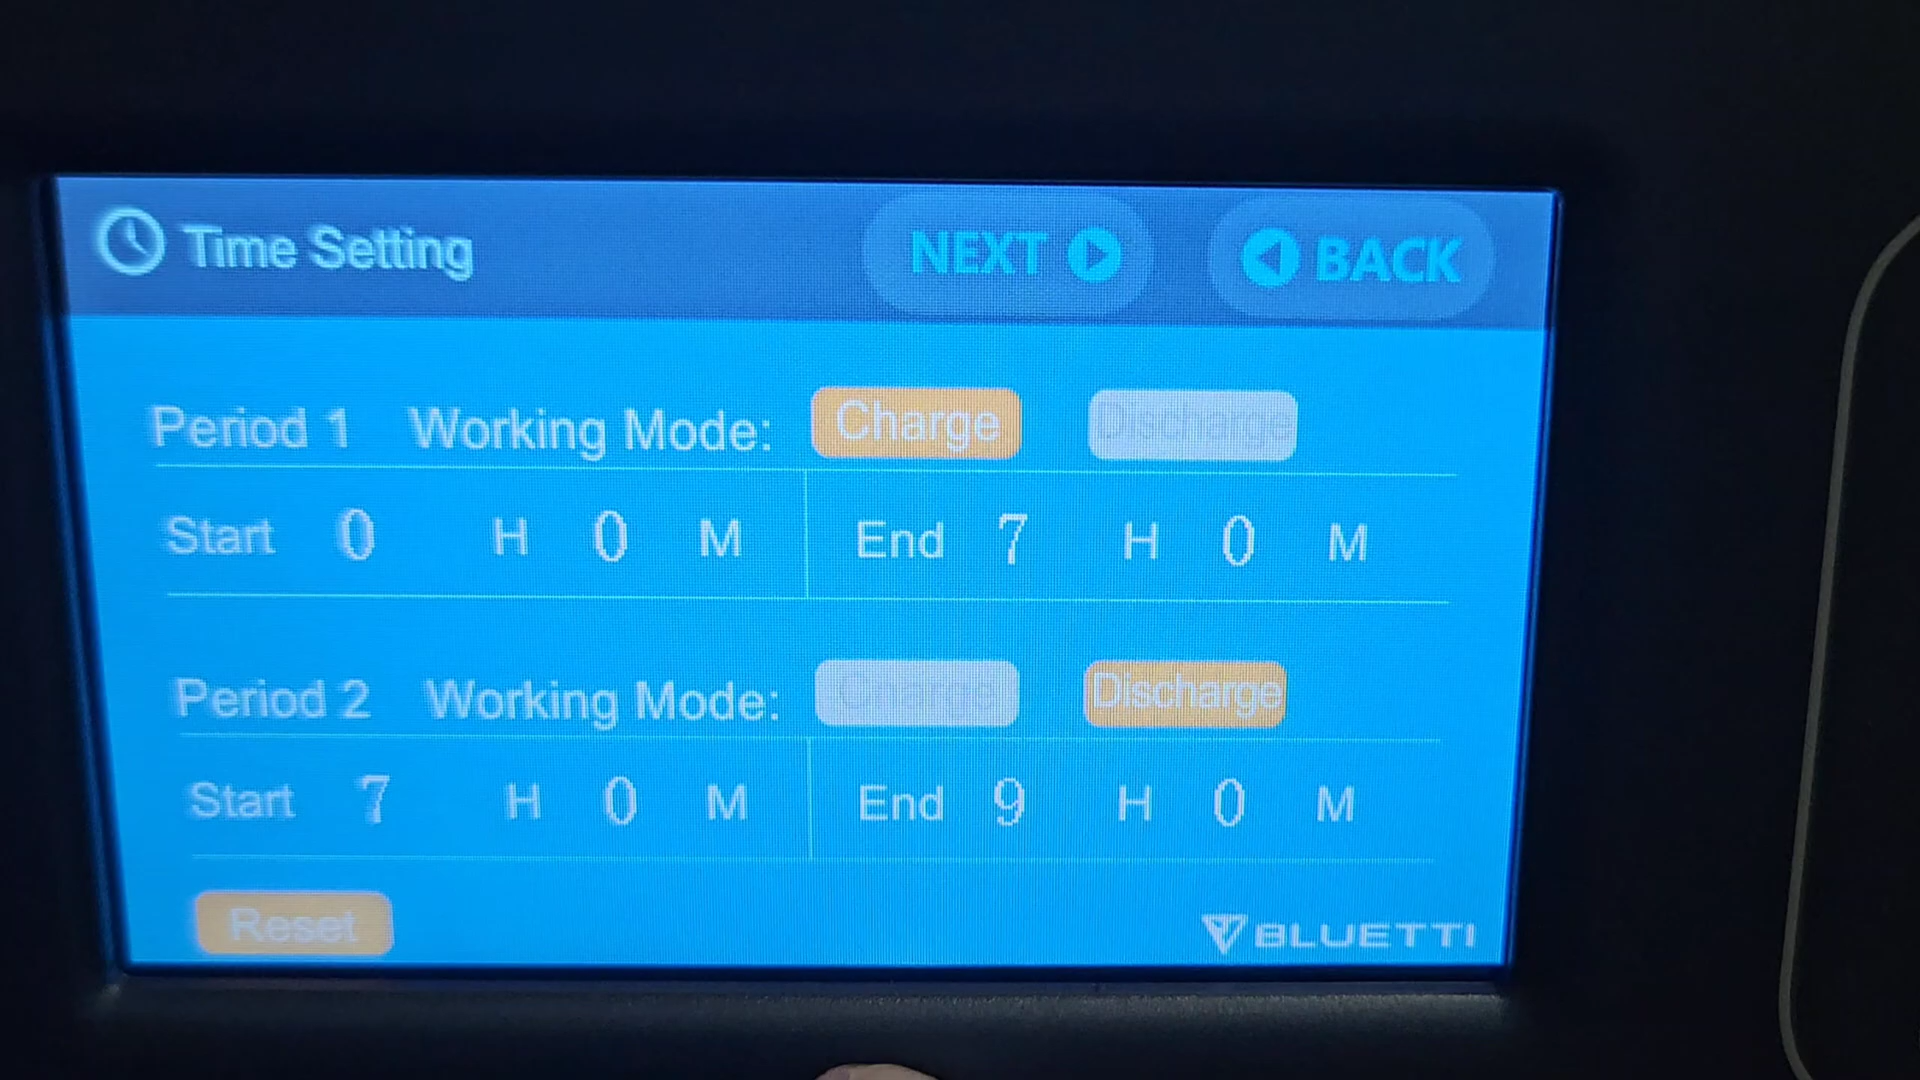 Time Setting NEXT BACK
Period 1 Working Mode: Charge Discharge
Start 0 H 0 M End 7 H 0 M
Period 2 Working Mode: Charge Discharge
Start 7 H 0 M End 9 H 0 M
Reset BLUETTI